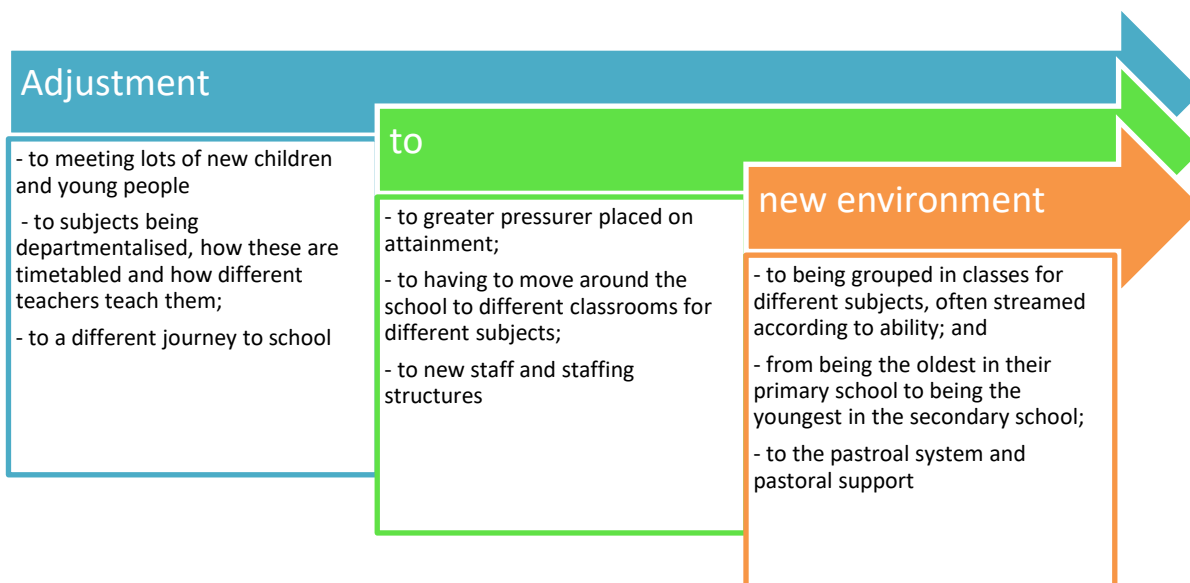 Adjustment
- to meeting lots of new children
and young people
- to subjects being
departmentalised, how these are
timetabled and how different
teachers teach them;
- to a different journey to school
to
- to greater pressurer placed on
attainment;
- to having to move around the
school to different classrooms for
different subjects;
- to new staff and staffing
structures
new environment
- to being grouped in classes for
different subjects, often streamed
according to ability; and
- from being the oldest in their
primary school to being the
youngest in the secondary school;
- to the pastroal system and
pastoral support